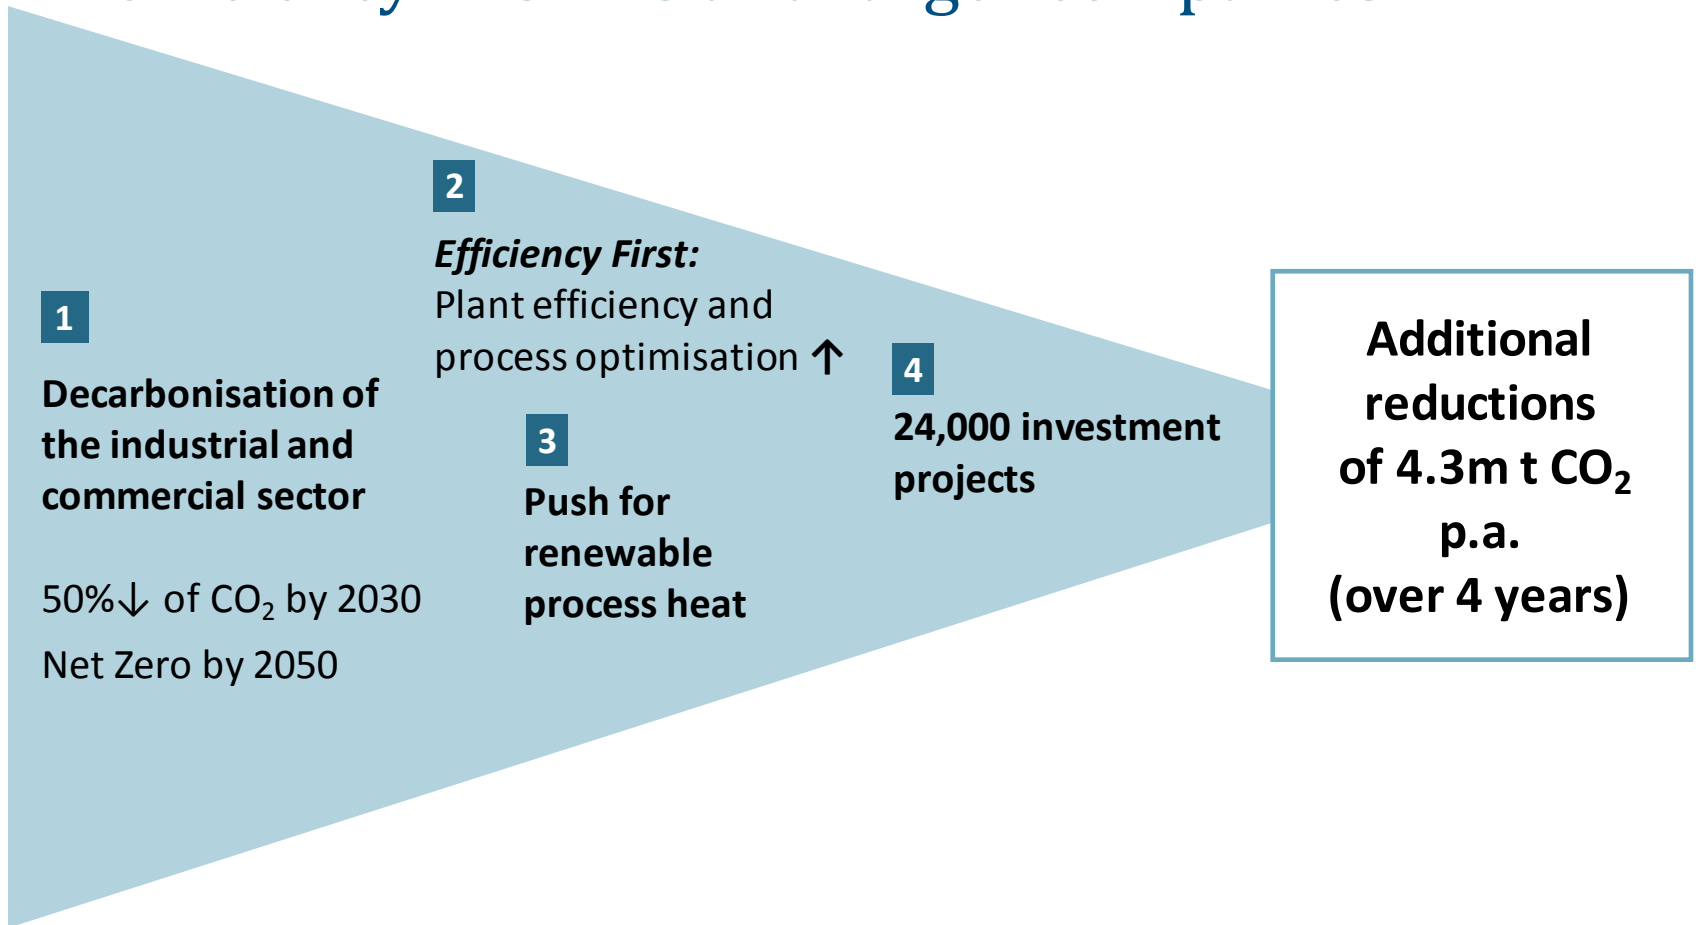 1
Decarbonisation of
the industrial and
commercial sector
50%↓ of CO₂ by 2030
Net Zero by 2050
2
Efficiency First:
Plant efficiency and
process optimisation ↑
3
Push for
renewable
process heat
4
24,000 investment
projects
Additional
reductions
of 4.3m t CO₂
p.a.
(over 4 years)